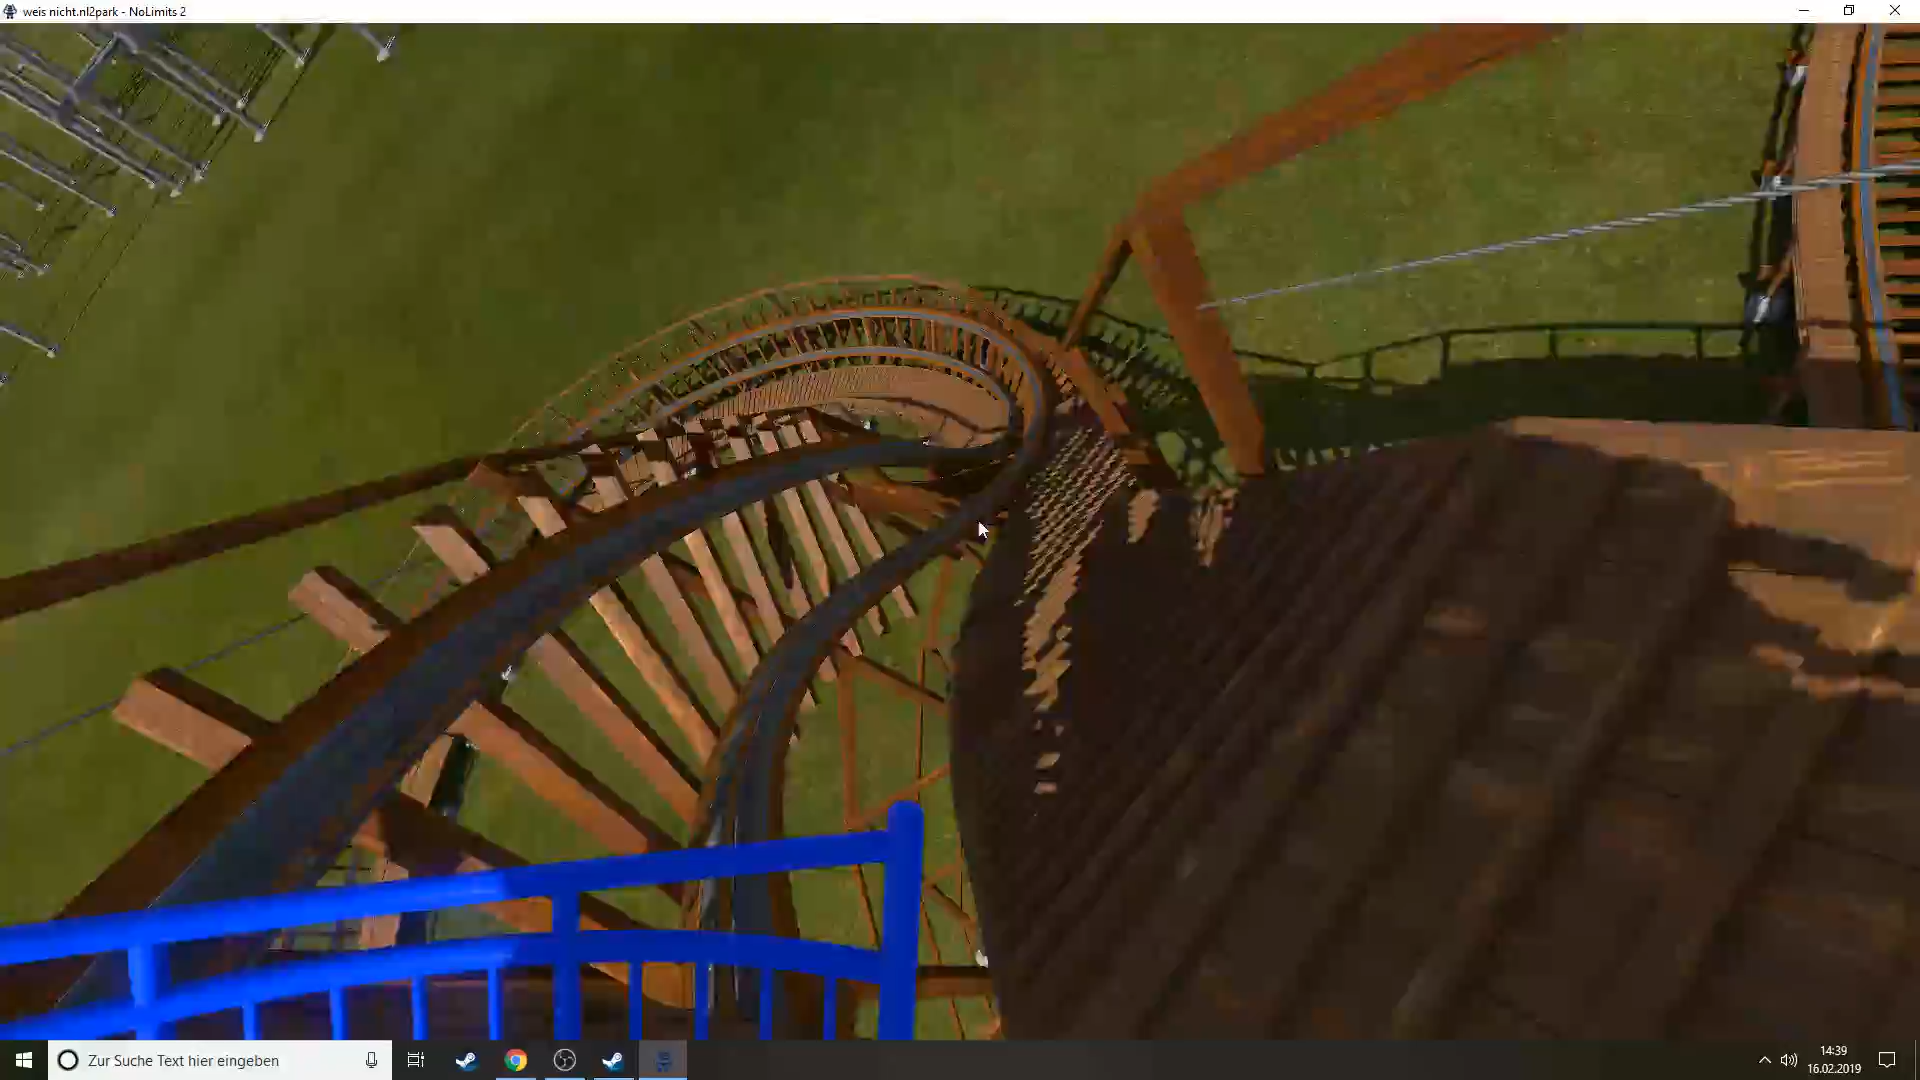 weis nicht.nl2park - NoLimits 2
Zur Suche Text hier eingeben
14:39
16.02.2019